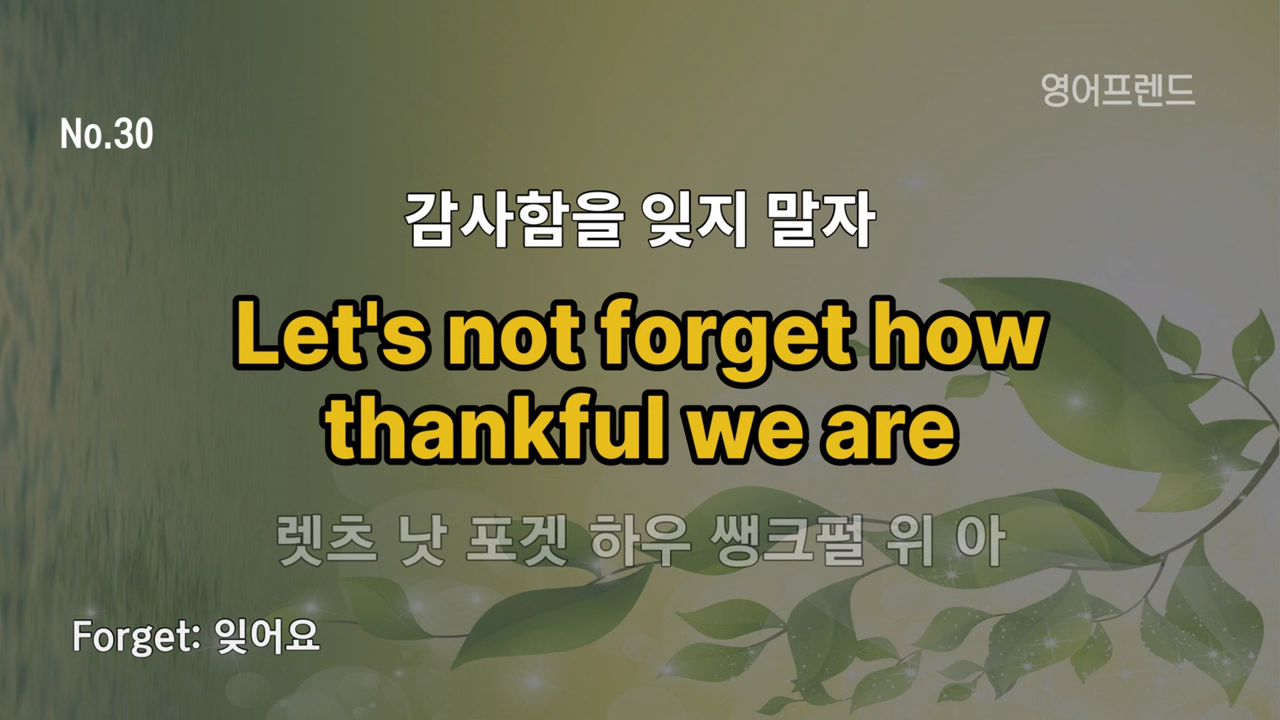 영어프렌드
No.30
감사함을 잊지 말자
Let's not forget how
thankful we are
렛츠 낫 포겟 하우 쌩크펄 위 아
Forget: 잊어요